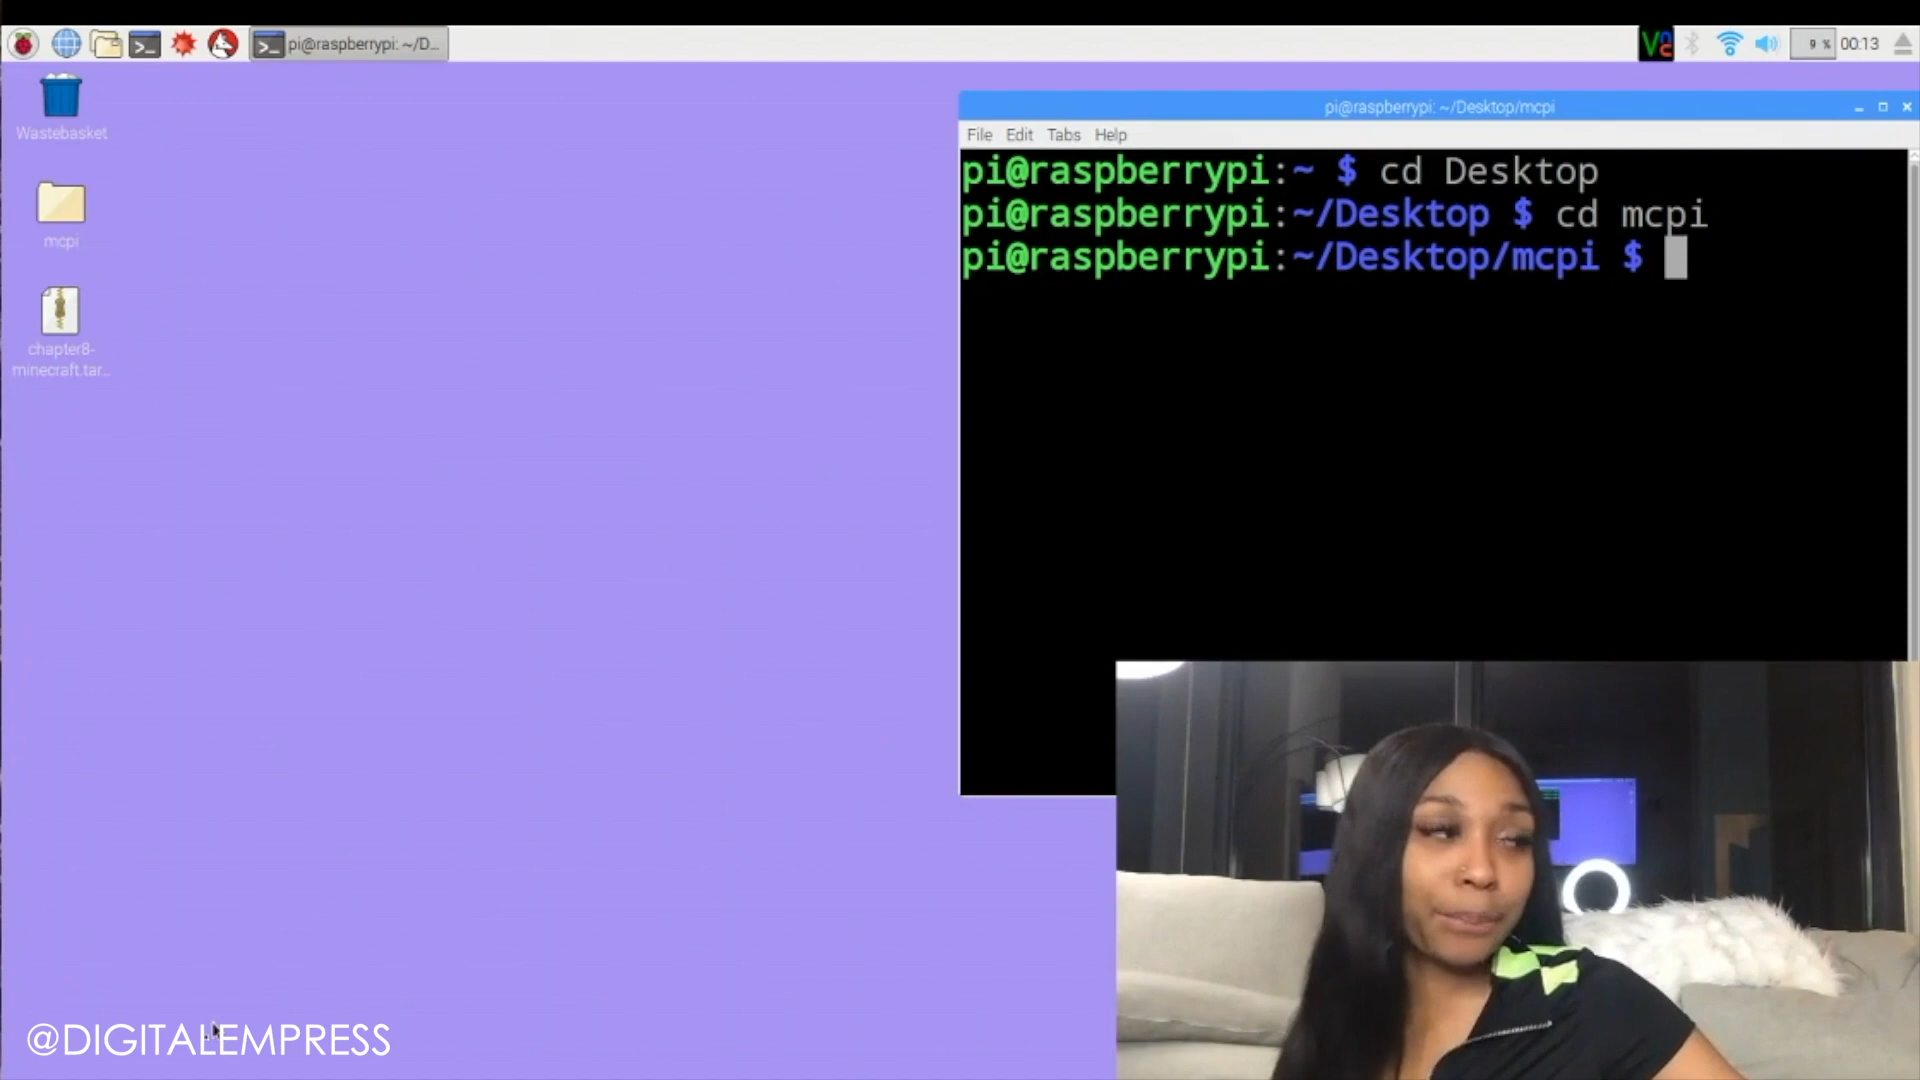 pi@raspberrypi: ~/D...
VNC
9 %
00:13
Wastebasket
mcpi
chapter8-
minecraft.tar...
pi@raspberrypi: ~/Desktop/mcpi
File Edit Tabs Help
pi@raspberrypi:~ $ cd Desktop
pi@raspberrypi:~/Desktop $ cd mcpi
pi@raspberrypi:~/Desktop/mcpi $
@DIGITALEMPRESS